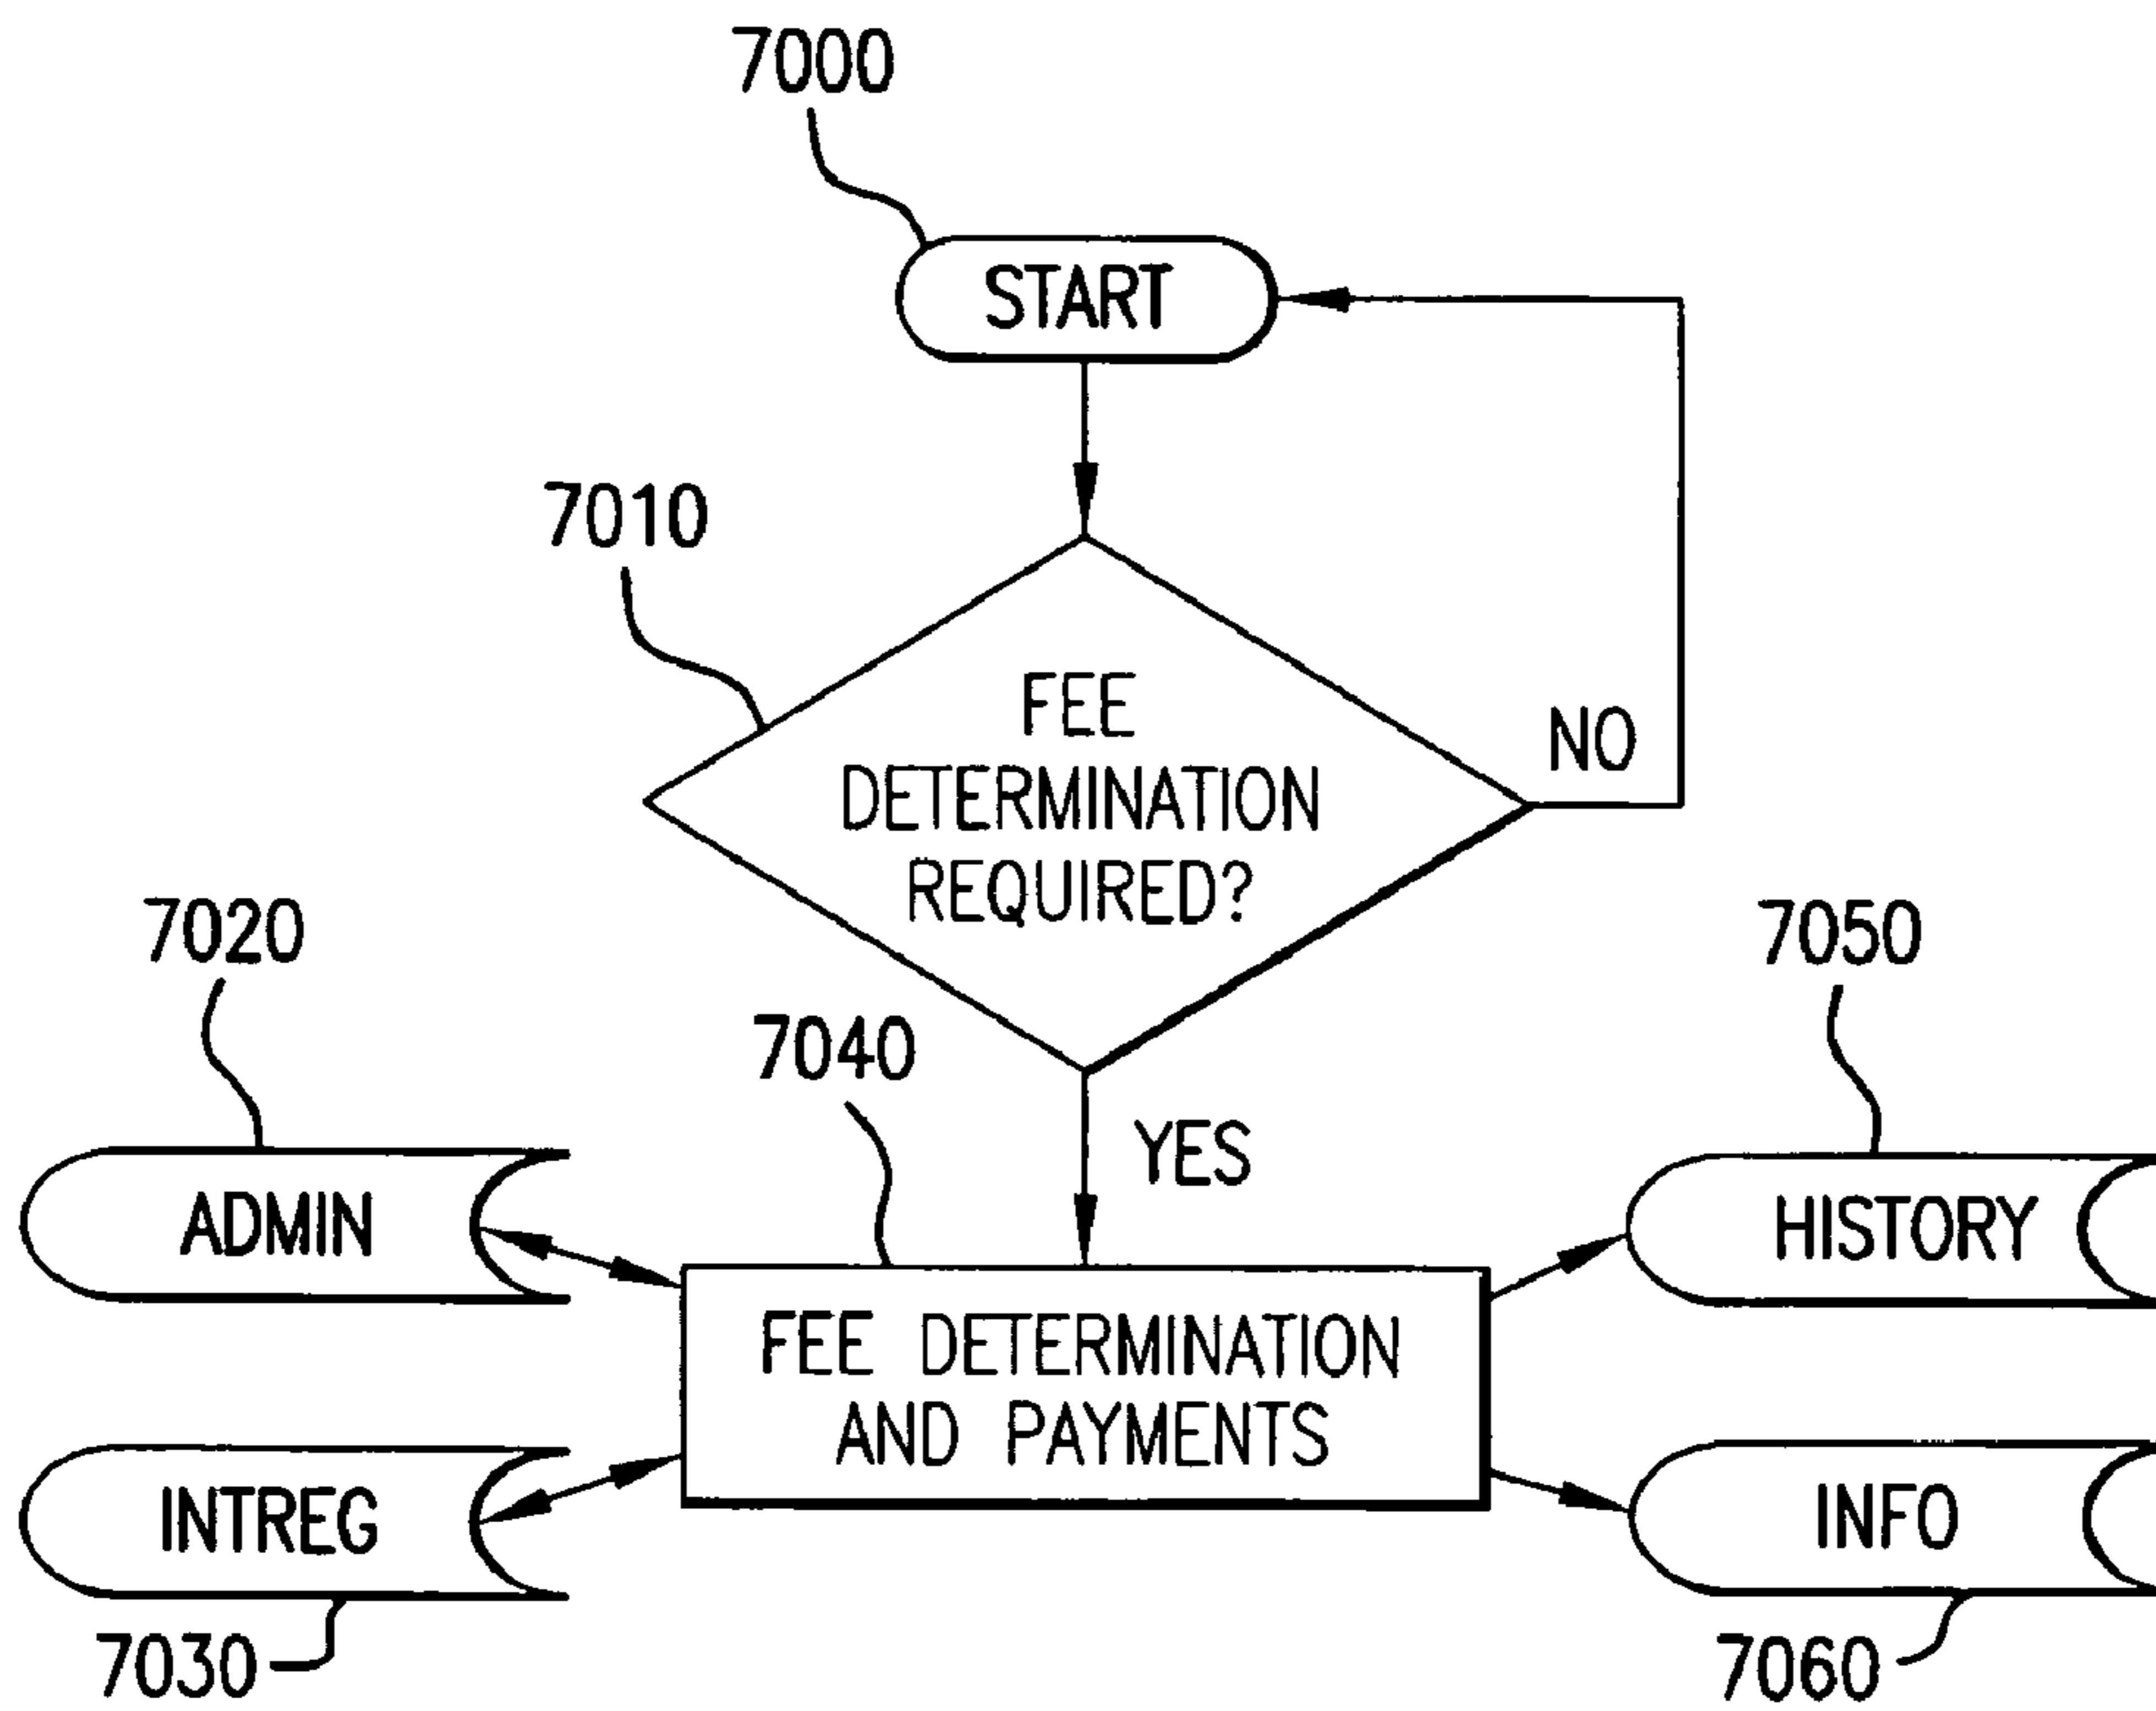 7000
START
7010
FEE
DETERMINATION
REQUIRED?
NO
7020
7050
7040
YES
ADMIN
HISTORY
FEE DETERMINATION
AND PAYMENTS
INTREG
INFO
7030
7060